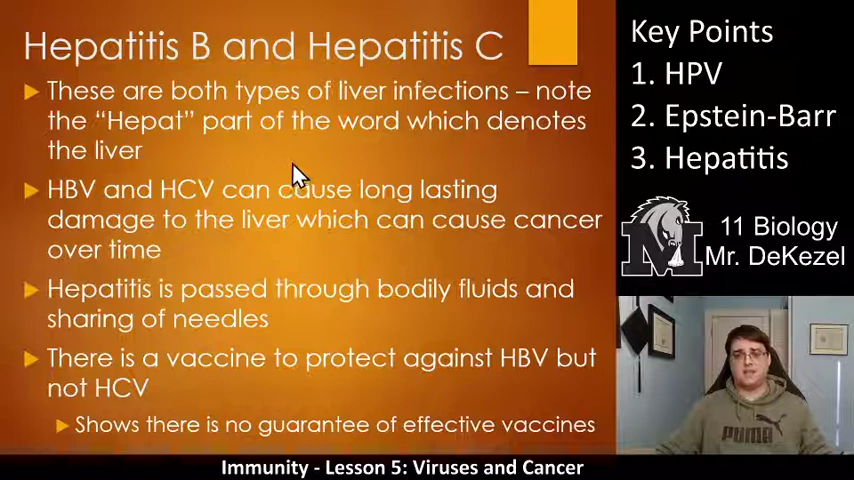 Hepatitis B and Hepatitis C
These are both types of liver infections – note
the “Hepat” part of the word which denotes
the liver
HBV and HCV can cause long lasting
damage to the liver which can cause cancer
over time
Hepatitis is passed through bodily fluids and
sharing of needles
There is a vaccine to protect against HBV but
not HCV
Shows there is no guarantee of effective vaccines
Key Points
1. HPV
2. Epstein-Barr
3. Hepatitis
M
11 Biology
Mr. DeKezel
PUMA
Immunity - Lesson 5: Viruses and Cancer